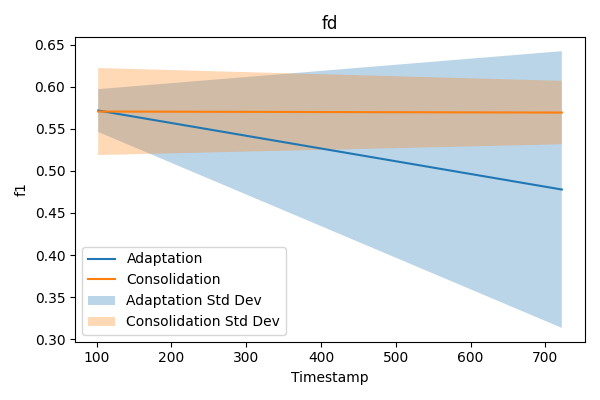 fd
f1
0.65
0.60
0.55
0.50
0.45
0.40
0.35
0.30
Adaptation
Consolidation
Adaptation Std Dev
Consolidation Std Dev
100 200 300 400 500 600 700
Timestamp